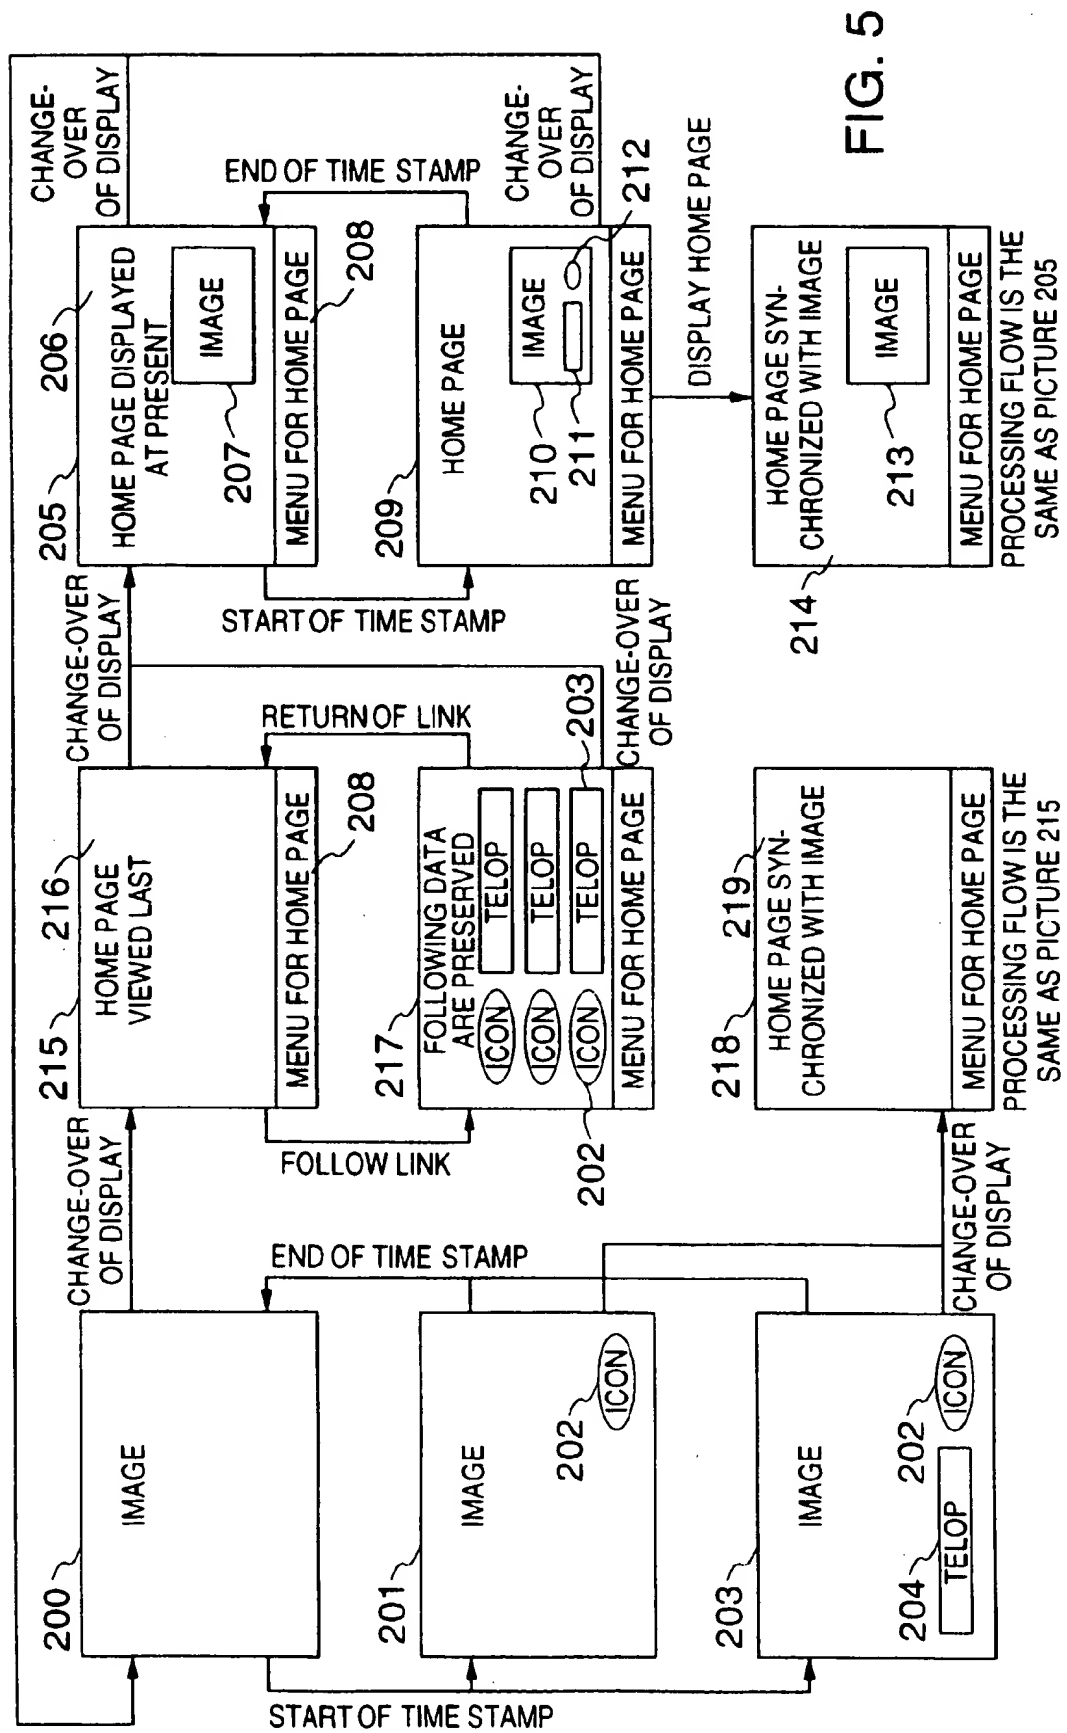 200
IMAGE
START OF TIME STAMP
201
IMAGE
202
ICON
203
IMAGE
204
TELOP
202
ICON
END OF TIME STAMP
CHANGE-OVER
OF DISPLAY
CHANGE-OVER
OF DISPLAY
215
216
HOME PAGE
VIEWED LAST
MENU FOR HOME PAGE
208
FOLLOW LINK
RETURN OF LINK
217
FOLLOWING DATA
ARE PRESERVED
ICON
TELOP
ICON
TELOP
ICON
TELOP
202
203
MENU FOR HOME PAGE
218
219
HOME PAGE SYN-
CHRONIZED WITH IMAGE
MENU FOR HOME PAGE
PROCESSING FLOW IS THE
SAME AS PICTURE 215
CHANGE-OVER
OF DISPLAY
CHANGE-OVER
OF DISPLAY
205
206
HOME PAGE DISPLAYED
AT PRESENT
207
IMAGE
MENU FOR HOME PAGE
208
START OF TIME STAMP
END OF TIME STAMP
CHANGE-
OVER
OF DISPLAY
209
HOME PAGE
210
IMAGE
211
212
MENU FOR HOME PAGE
CHANGE-
OVER
OF DISPLAY
DISPLAY HOME PAGE
214
HOME PAGE SYN-
CHRONIZED WITH IMAGE
213
IMAGE
MENU FOR HOME PAGE
PROCESSING FLOW IS THE
SAME AS PICTURE 205
FIG. 5